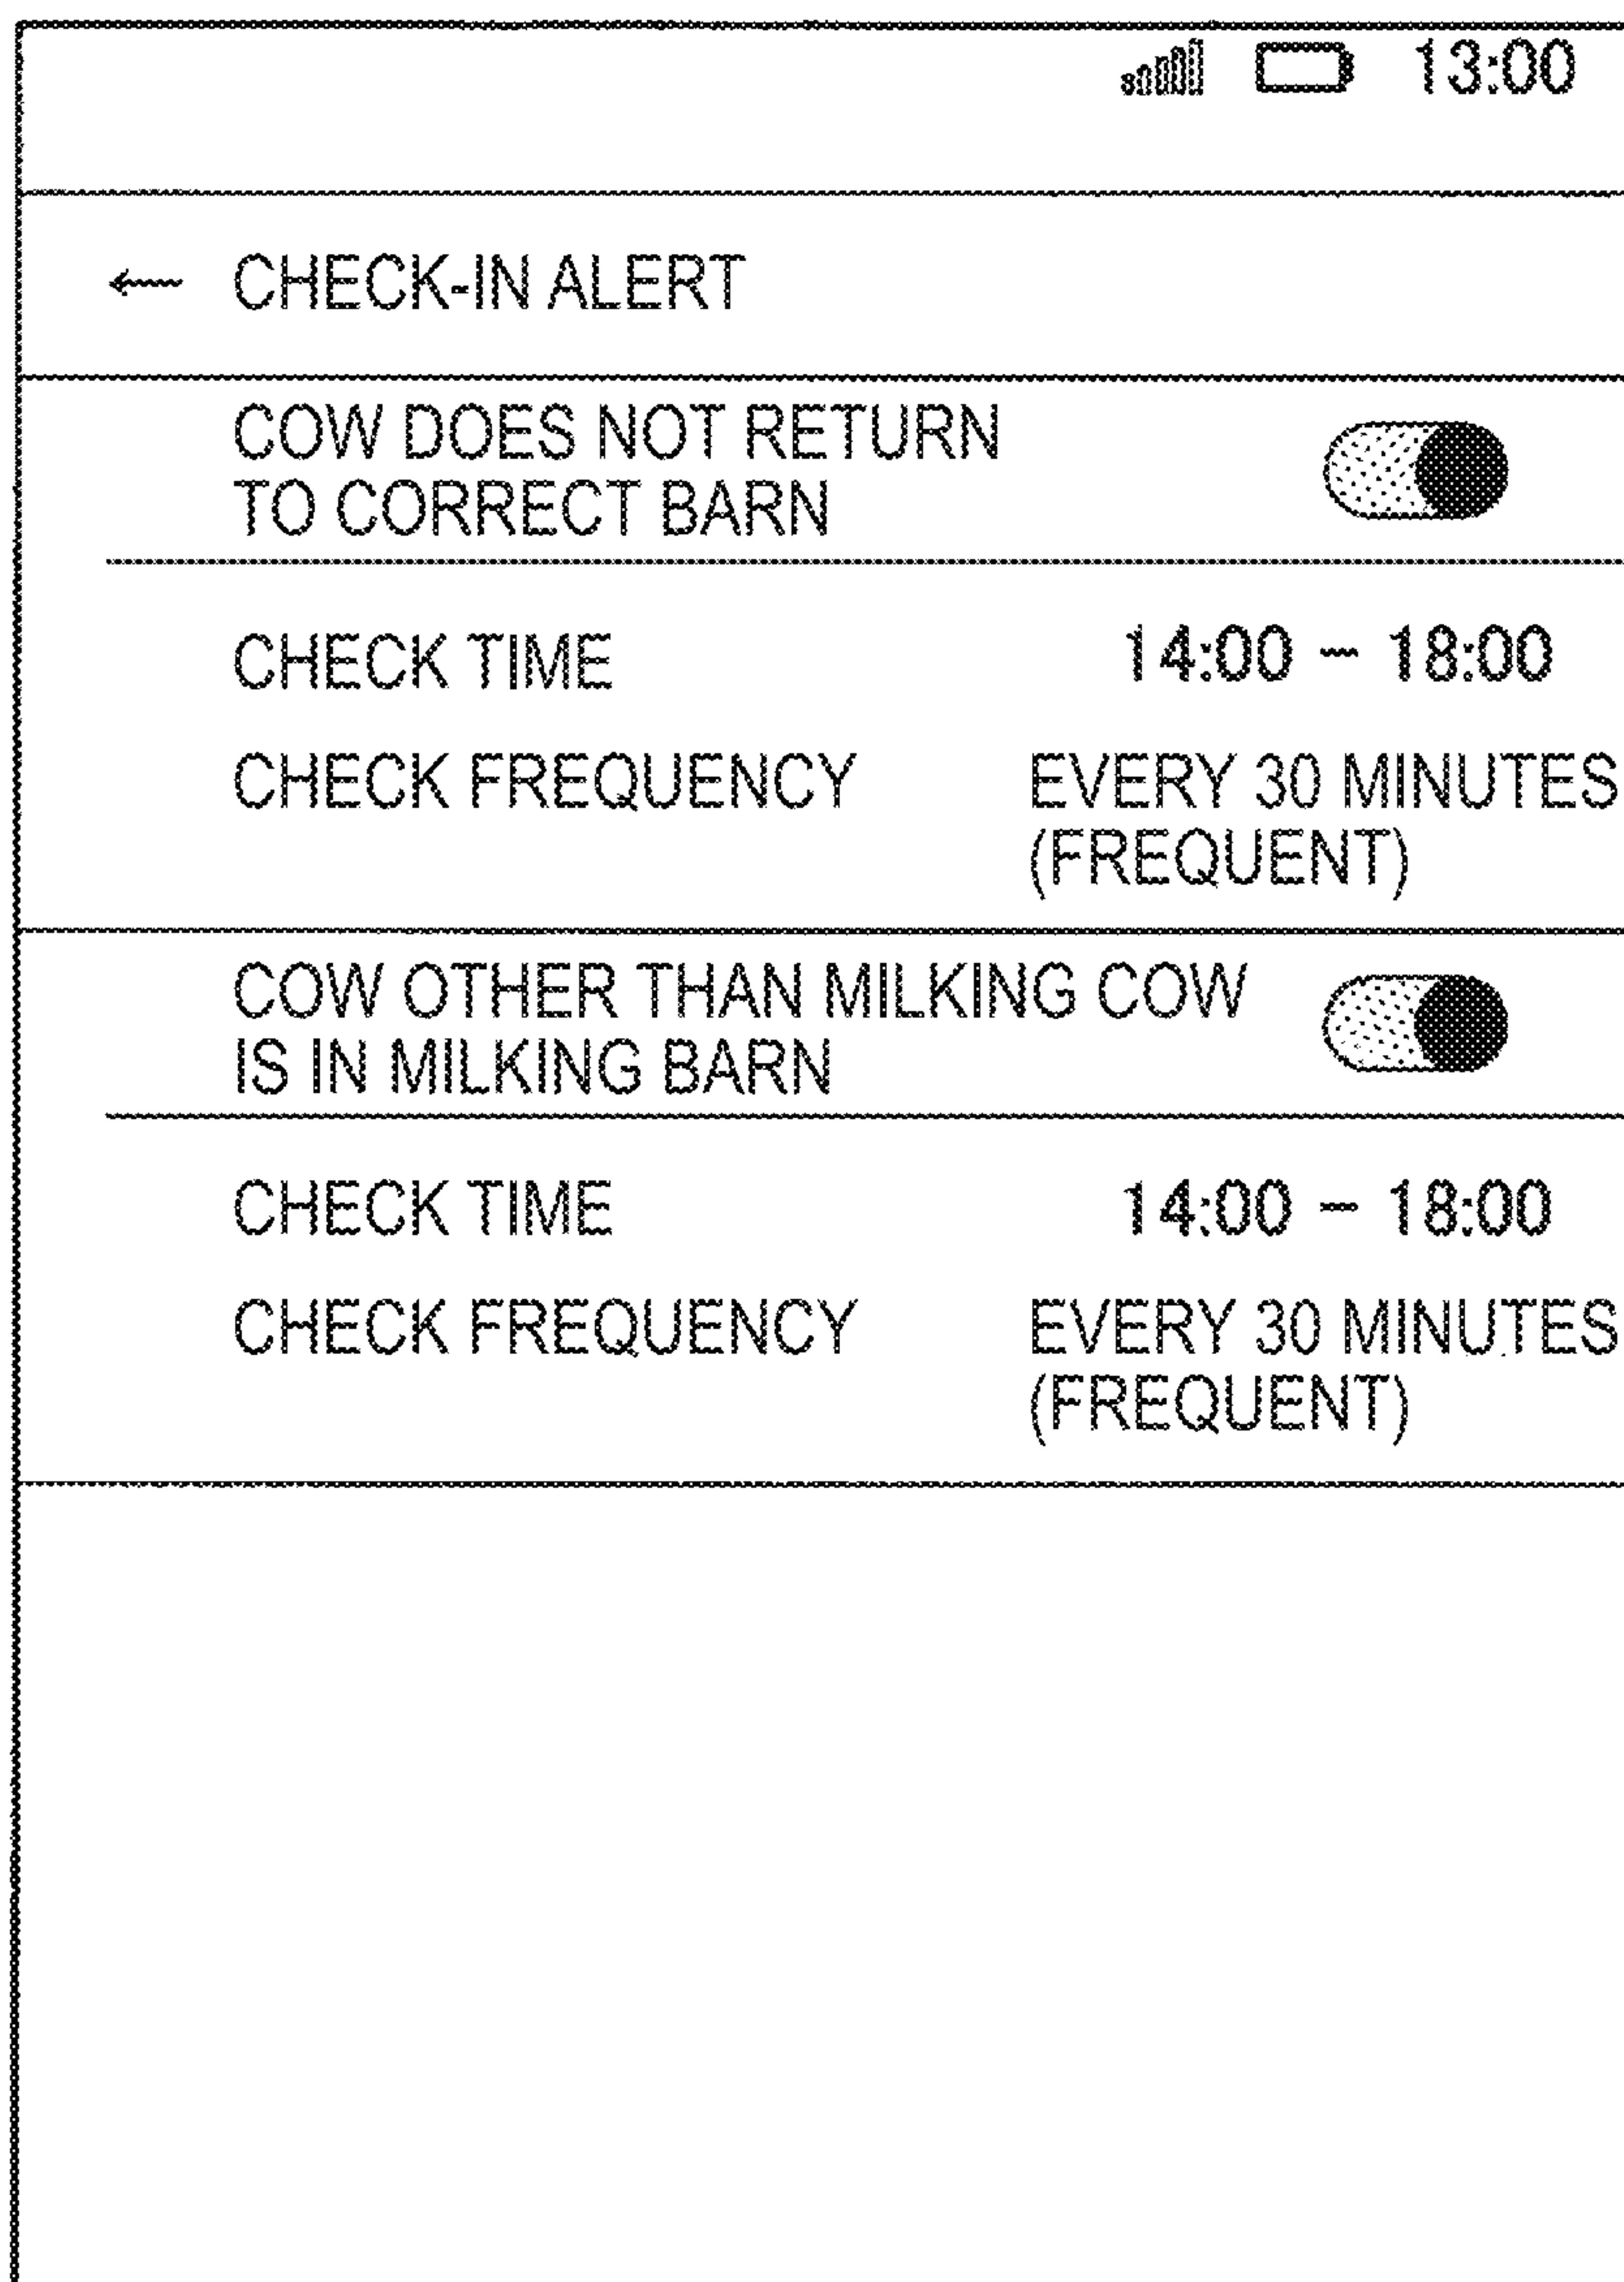 13:00
← CHECK-IN ALERT
COW DOES NOT RETURN
TO CORRECT BARN
CHECK TIME 14:00 – 18:00
CHECK FREQUENCY EVERY 30 MINUTES
(FREQUENT)
COW OTHER THAN MILKING COW
IS IN MILKING BARN
CHECK TIME 14:00 – 18:00
CHECK FREQUENCY EVERY 30 MINUTES
(FREQUENT)